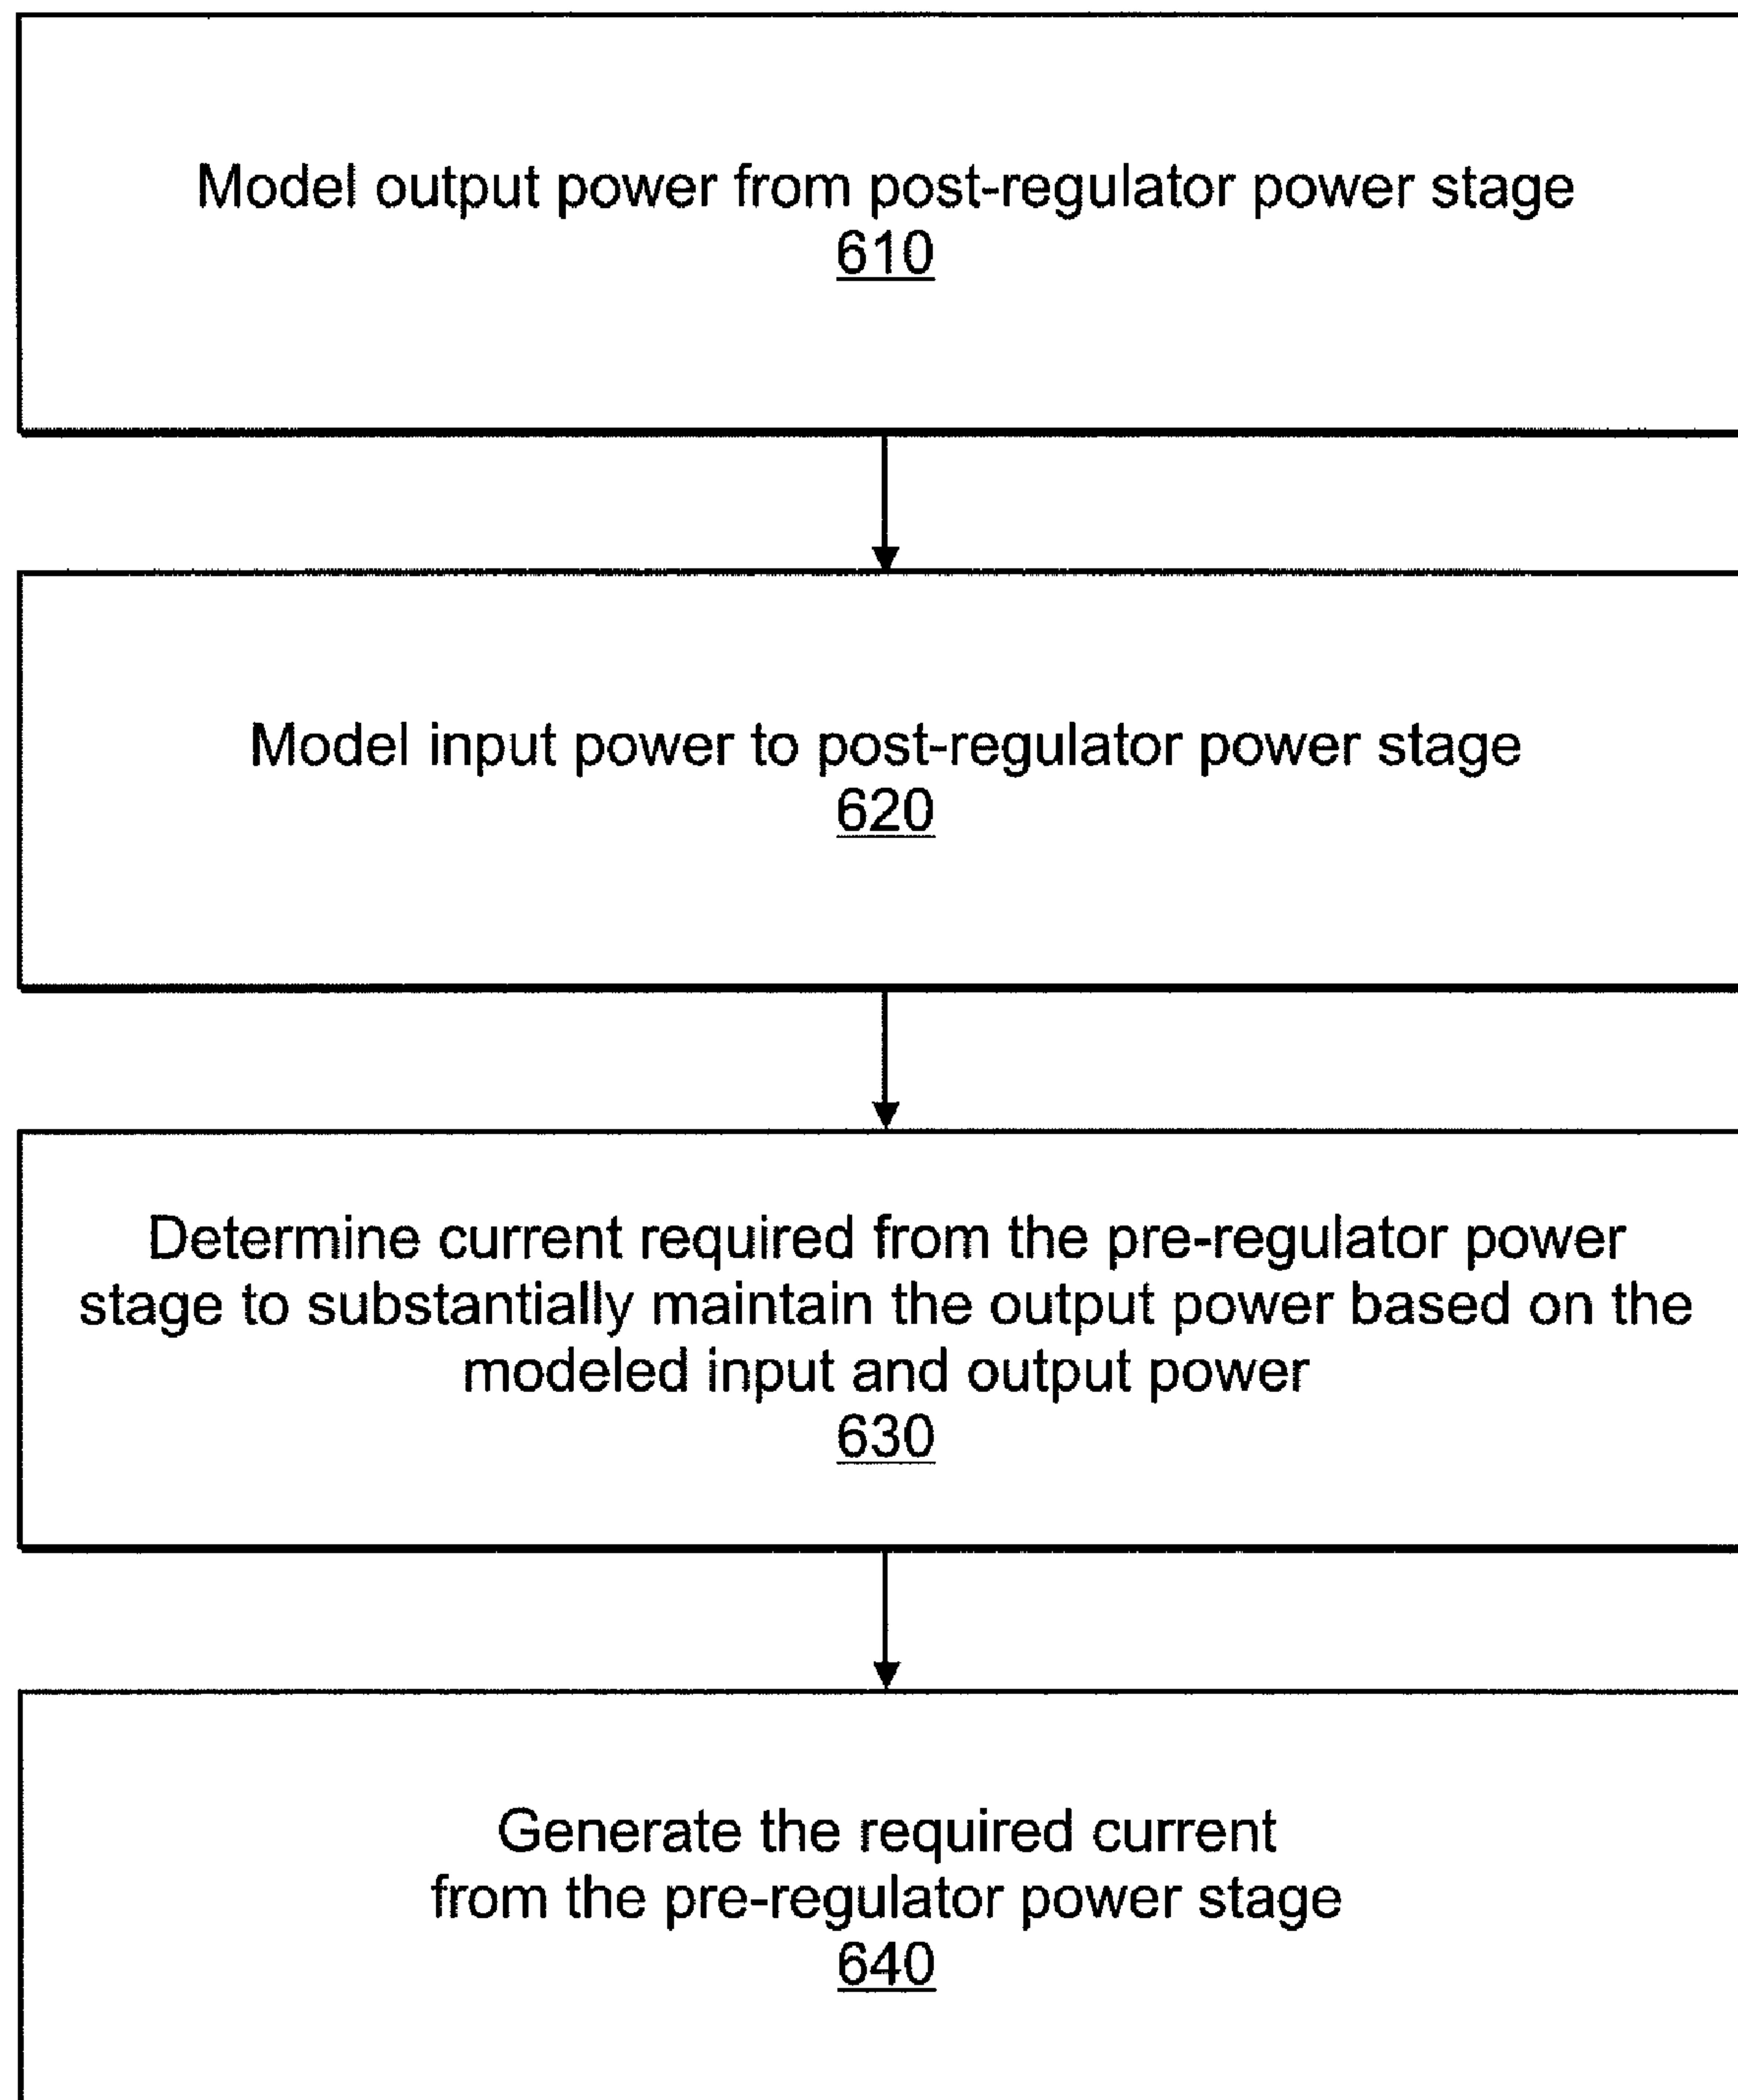 Model output power from post-regulator power stage
610
Model input power to post-regulator power stage
620
Determine current required from the pre-regulator power
stage to substantially maintain the output power based on the
modeled input and output power
630
Generate the required current
from the pre-regulator power stage
640